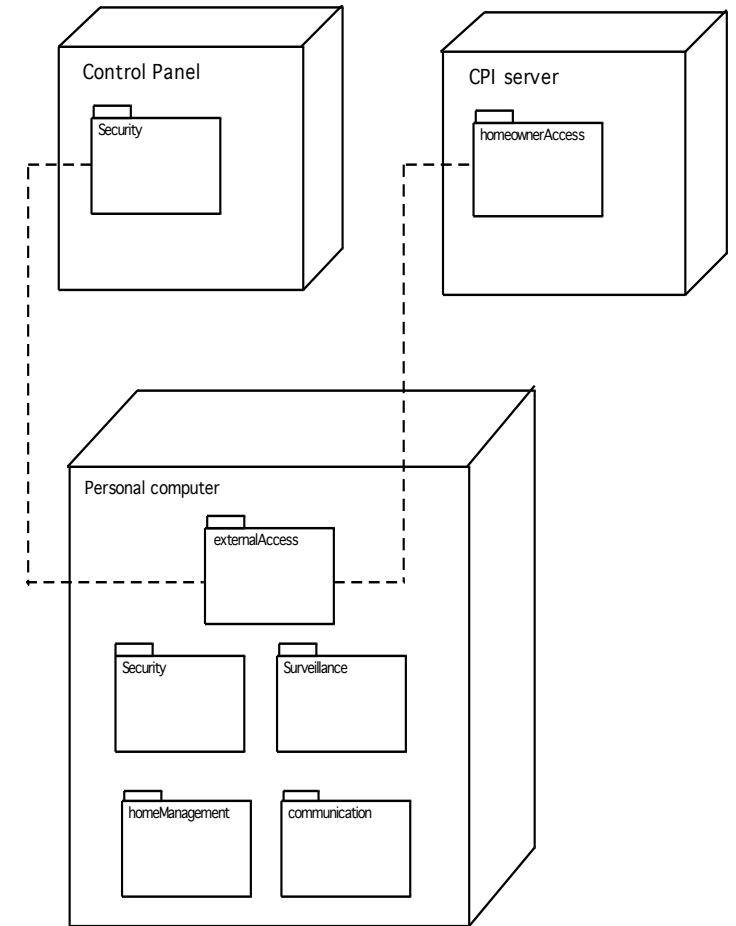 Control Panel
Security
CPI server
homeownerAccess
Personal computer
externalAccess
Security
Surveillance
homeManagement
communication